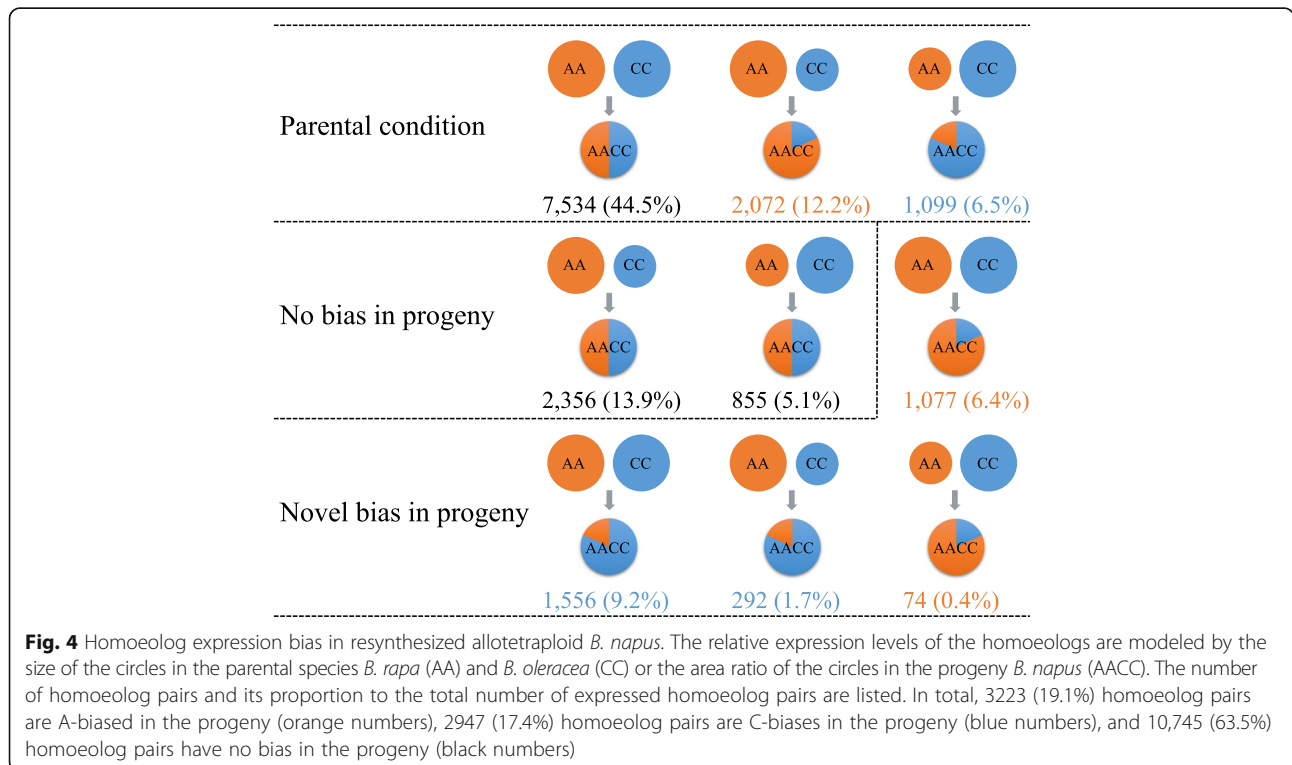 AA CC AA CC AA CC
Parental condition
AACC AACC AACC
7,534 (44.5%) 2,072 (12.2%) 1,099 (6.5%)
AA CC AA CC AA CC
No bias in progeny
AACC AACC AACC
2,356 (13.9%) 855 (5.1%) 1,077 (6.4%)
AA CC AA CC AA CC
Novel bias in progeny
AACC AACC AACC
1,556 (9.2%) 292 (1.7%) 74 (0.4%)
Fig. 4 Homoeolog expression bias in resynthesized allotetraploid B. napus. The relative expression levels of the homoeologs are modeled by the
size of the circles in the parental species B. rapa (AA) and B. oleracea (CC) or the area ratio of the circles in the progeny B. napus (AACC). The number
of homoeolog pairs and its proportion to the total number of expressed homoeolog pairs are listed. In total, 3223 (19.1%) homoeolog pairs
are A-biased in the progeny (orange numbers), 2947 (17.4%) homoeolog pairs are C-biases in the progeny (blue numbers), and 10,745 (63.5%)
homoeolog pairs have no bias in the progeny (black numbers)